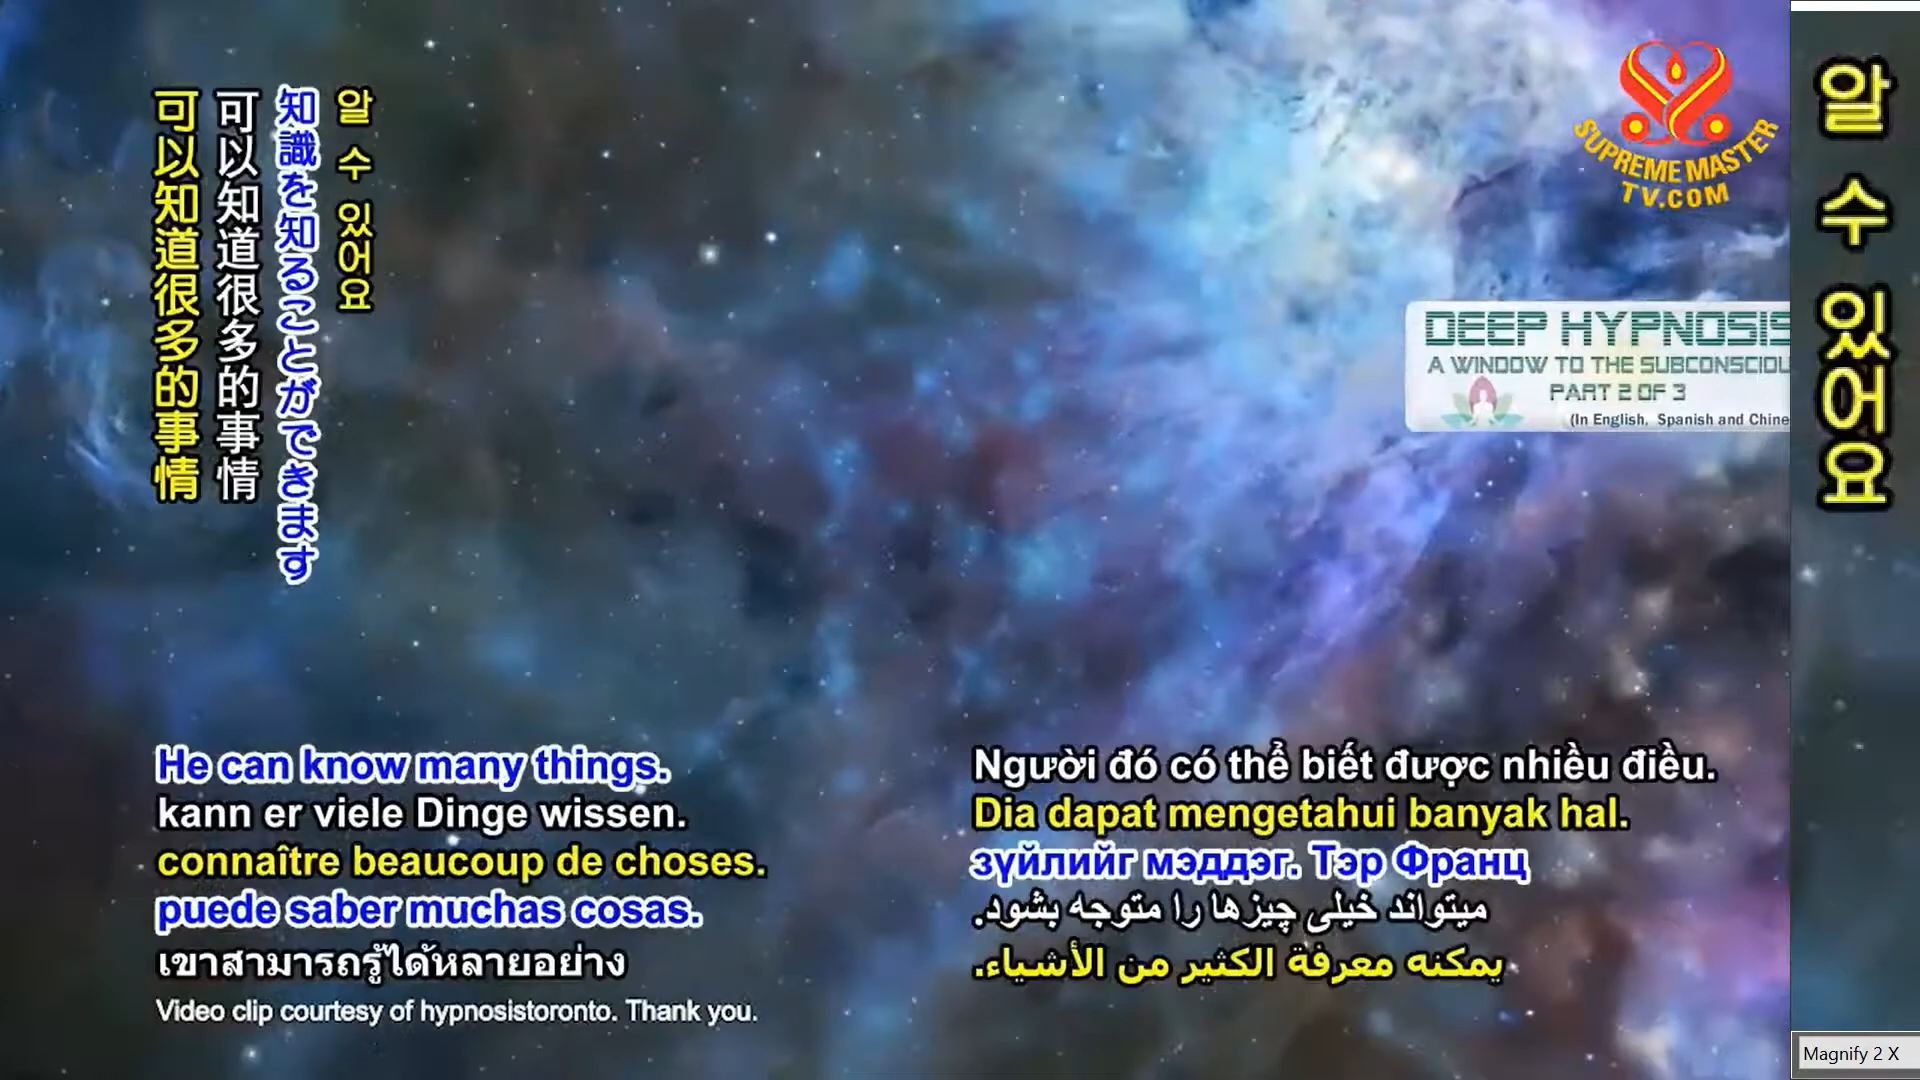 알 수 있어요
知識を知ることができます
可以知道很多的事情
可以知道很多的事情
SUPREME MASTER
TV.COM
DEEP HYPNOSIS
A WINDOW TO THE SUBCONSCIOU
PART 2 OF 3
(In English, Spanish and Chine
알 수 있어요
He can know many things.
kann er viele Dinge wissen.
connaître beaucoup de choses.
puede saber muchas cosas.
เขาสามารถรู้ได้หลายอย่าง
Video clip courtesy of hypnosistoronto. Thank you.
Người đó có thể biết được nhiều điều.
Dia dapat mengetahui banyak hal.
зүйлийг мэддэг. Тэр Франц
میتواند خیلی چیزها را متوجه بشود.
يمكنه معرفة الكثير من الأشياء.
Magnify 2 X